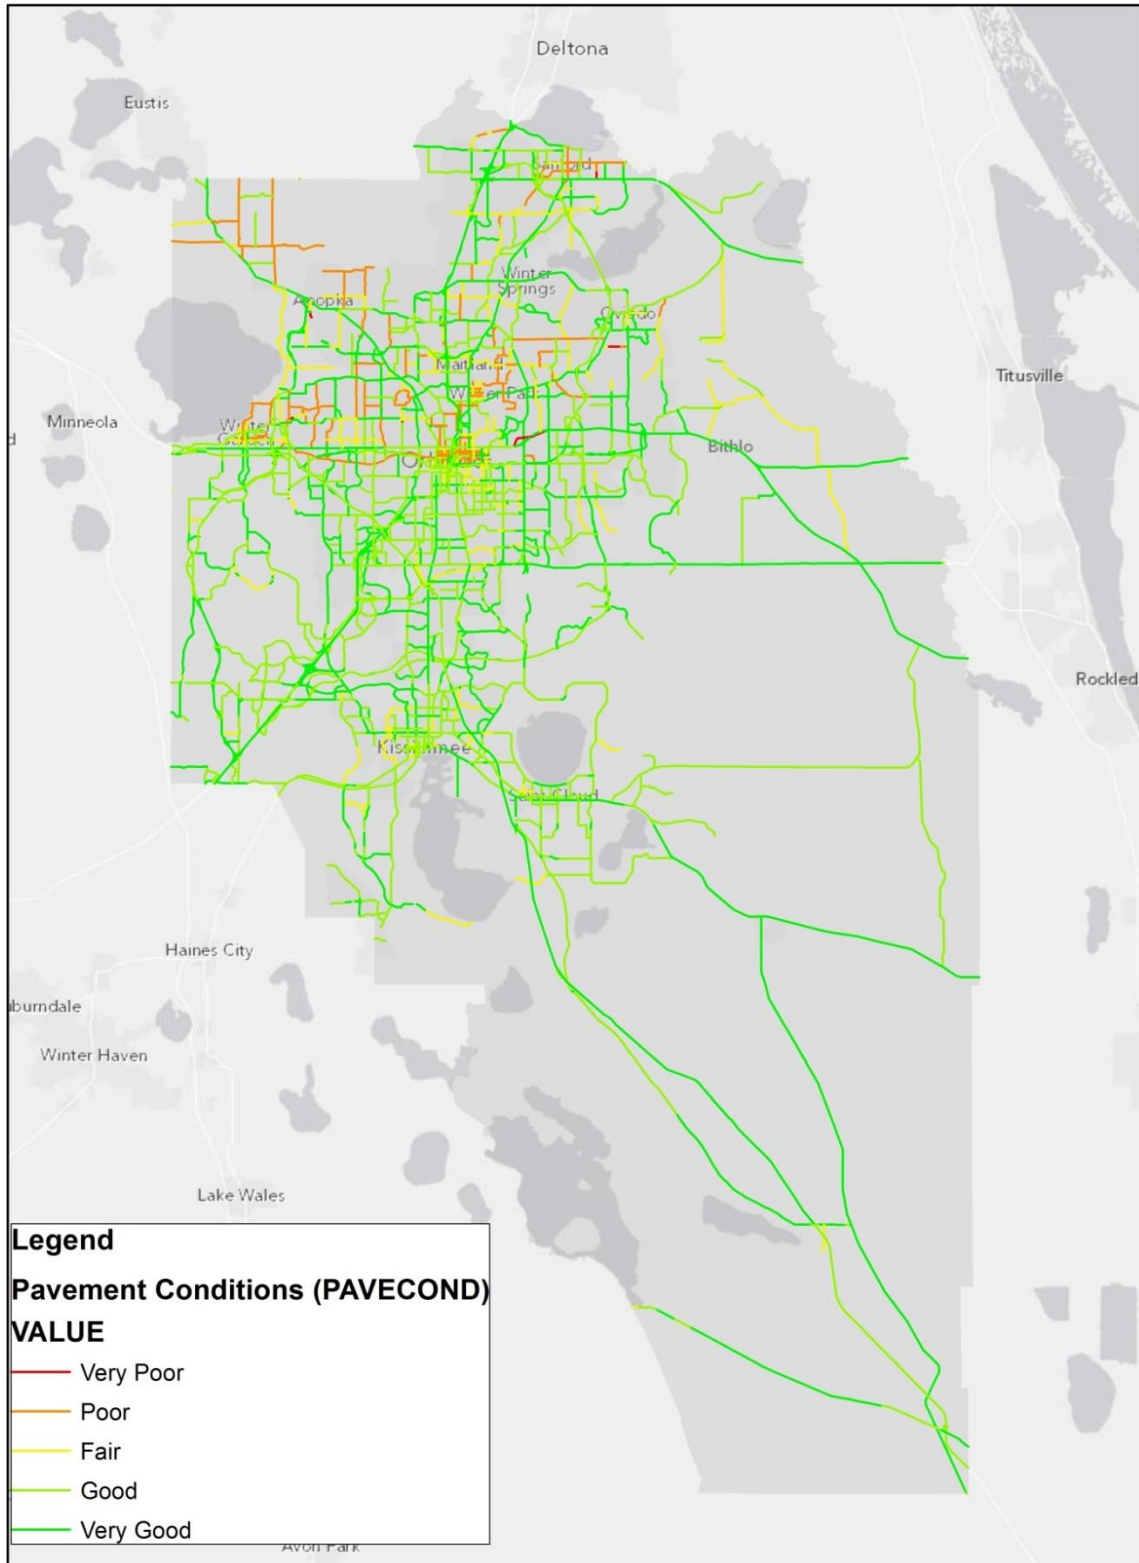 Deltona
Eustis
Sanford
Winter
Springs
Apopka
Oviedo
Maitland
Titusville
Winter Park
Minneola
Winter
Garden
d
Bithlo
Orlando
Rockled
Kissimmee
Saint Cloud
Haines City
uburndale
Winter Haven
Lake Wales
Legend
Pavement Conditions (PAVECOND)
VALUE
Very Poor
Poor
Fair
Good
Very Good
Avon Park